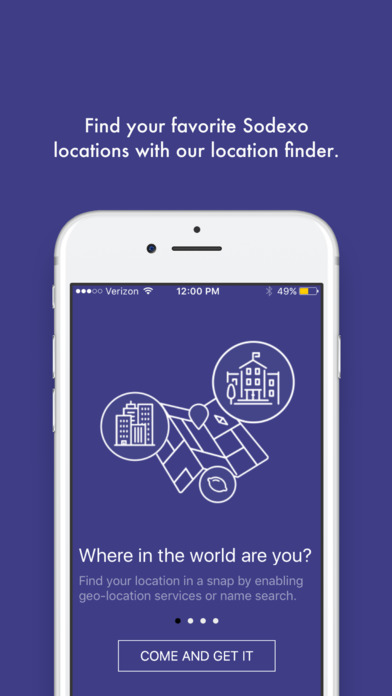 Find your favorite Sodexo
locations with our location finder.
Verizon 12:00 PM 49%
Where in the world are you?
Find your location in a snap by enabling
geo-location services or name search.
COME AND GET IT